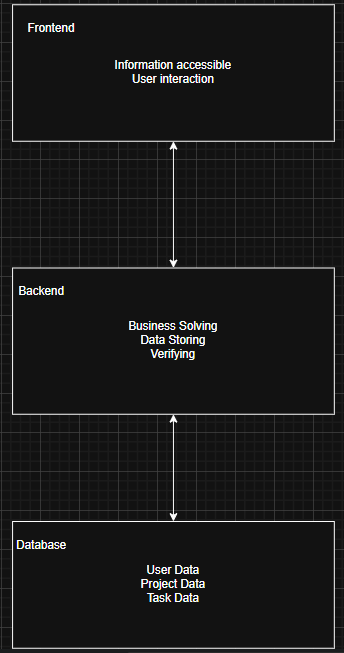 Frontend
Information accessible
User interaction
Backend
Business Solving
Data Storing
Verifying
Database
User Data
Project Data
Task Data